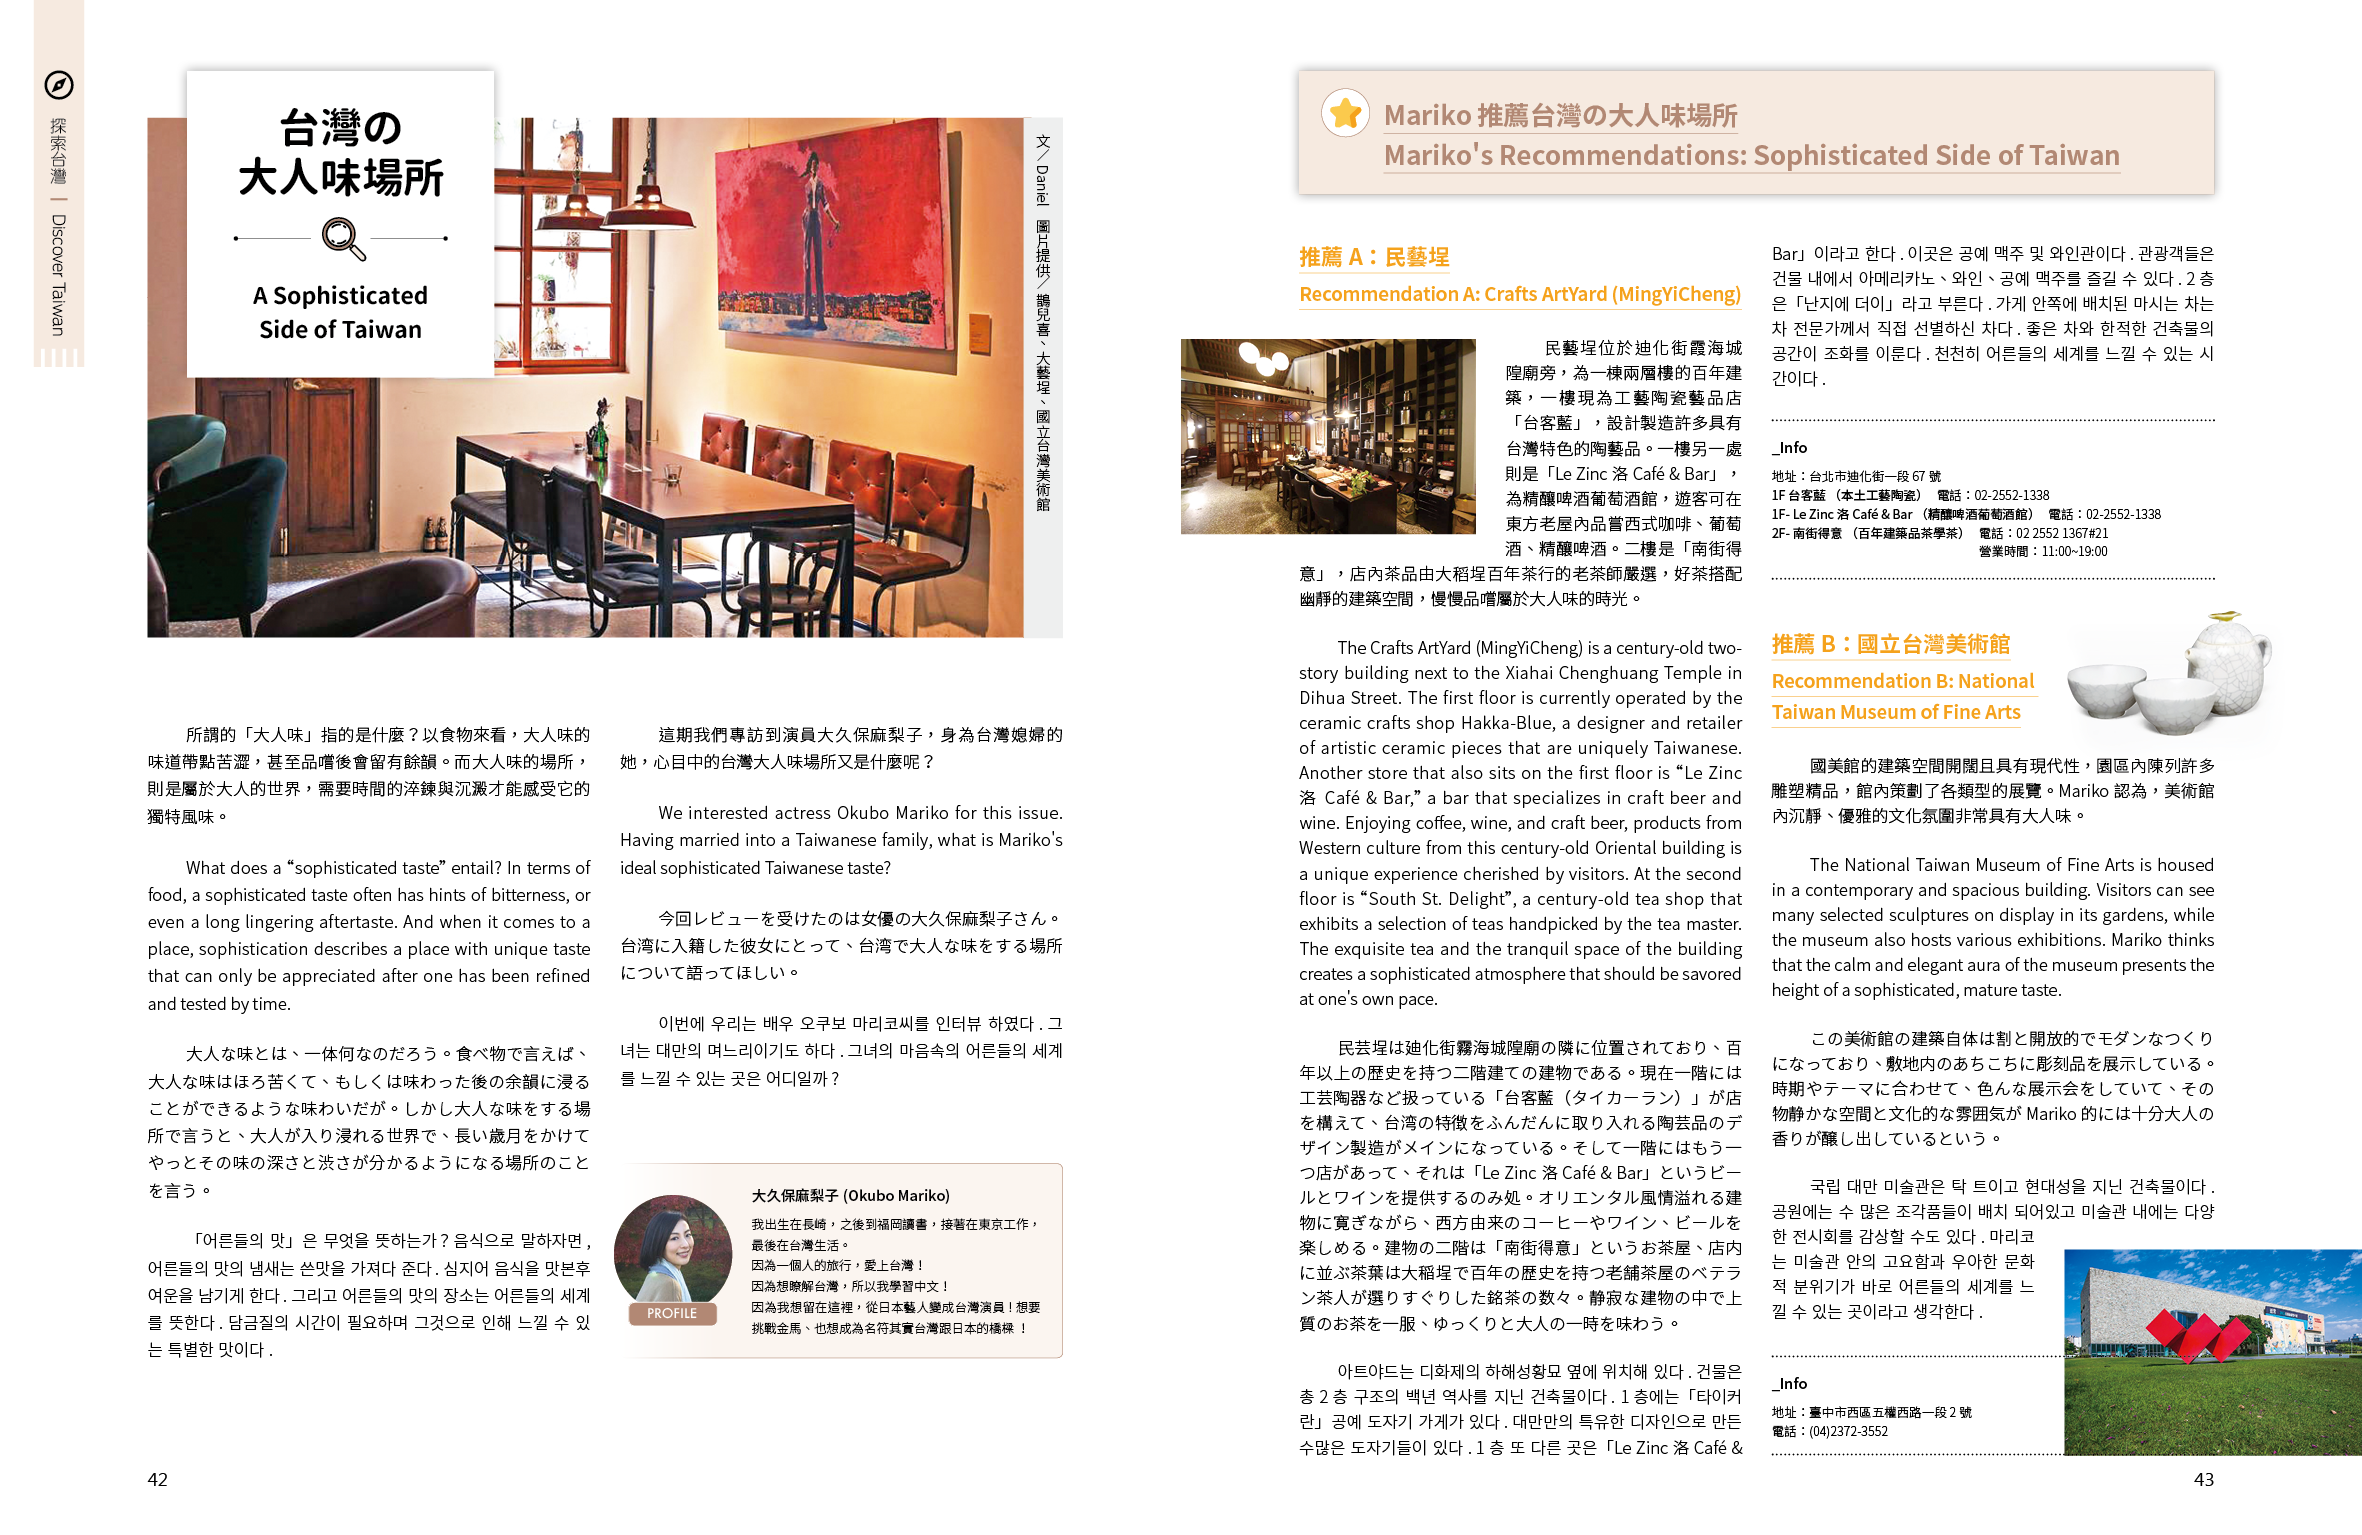 探索台灣 | Discover Taiwan
台灣の
大人味場所
A Sophisticated
Side of Taiwan
文／Daniel 圖片提供／鵲兒喜、大藝埕、國立台灣美術館
所謂的「大人味」指的是什麼？以食物來看，大人味的
味道帶點苦澀，甚至品嚐後會留有餘韻。而大人味的場所，
則是屬於大人的世界，需要時間的淬鍊與沉澱才能感受它的
獨特風味。
What does a “sophisticated taste” entail? In terms of
food, a sophisticated taste often has hints of bitterness, or
even a long lingering aftertaste. And when it comes to a
place, sophistication describes a place with unique taste
that can only be appreciated after one has been refined
and tested by time.
大人な味とは、一体何なのだろう。食べ物で言えば、
大人な味はほろ苦くて、もしくは味わった後の余韻に浸る
ことができるような味わいだが。しかし大人な味をする場
所で言うと、大人が入り浸れる世界で、長い歳月をかけて
やっとその味の深さと渋さが分かるようになる場所のこと
を言う。
「어른들의 맛」은 무엇을 뜻하는가? 음식으로 말하자면 ,
어른들의 맛의 냄새는 쓴맛을 가져다 준다 . 심지어 음식을 맛본후
여운을 남기게 한다 . 그리고 어른들의 맛의 장소는 어른들의 세계
를 뜻한다 . 담금질의 시간이 필요하며 그것으로 인해 느낄 수 있
는 특별한 맛이다 .
這期我們專訪到演員大久保麻梨子，身為台灣媳婦的
她，心目中的台灣大人味場所又是什麼呢？
We interested actress Okubo Mariko for this issue.
Having married into a Taiwanese family, what is Mariko's
ideal sophisticated Taiwanese taste?
今回レビューを受けたのは女優の大久保麻梨子さん。
台湾に入籍した彼女にとって、台湾で大人な味をする場所
について語ってほしい。
이번에 우리는 배우 오쿠보 마리코씨를 인터뷰 하였다 . 그
녀는 대만의 며느리이기도 하다 . 그녀의 마음속의 어른들의 세계
를 느낄 수 있는 곳은 어디일까 ?
PROFILE
大久保麻梨子 (Okubo Mariko)
我出生在長崎，之後到福岡讀書，接著在東京工作，
最後在台灣生活。
因為一個人的旅行，愛上台灣！
因為想瞭解台灣，所以我學習中文！
因為我想留在這裡，從日本藝人變成台灣演員！想要
挑戰金馬、也想成為名符其實台灣跟日本的橋樑 ！
42
Mariko 推薦台灣の大人味場所
Mariko's Recommendations: Sophisticated Side of Taiwan
推薦 A：民藝埕
Recommendation A: Crafts ArtYard (MingYiCheng)
民藝埕位於迪化街霞海城
隍廟旁，為一棟兩層樓的百年建
築，一樓現為工藝陶瓷藝品店
「台客藍」，設計製造許多具有
台灣特色的陶藝品。一樓另一處
則是「Le Zinc 洛 Café & Bar」，
為精釀啤酒葡萄酒館，遊客可在
東方老屋內品嘗西式咖啡、葡萄
酒、精釀啤酒。二樓是「南街得
意」，店內茶品由大稻埕百年茶行的老茶師嚴選，好茶搭配
幽靜的建築空間，慢慢品嚐屬於大人味的時光。
The Crafts ArtYard (MingYiCheng) is a century-old two-
story building next to the Xiahai Chenghuang Temple in
Dihua Street. The first floor is currently operated by the
ceramic crafts shop Hakka-Blue, a designer and retailer
of artistic ceramic pieces that are uniquely Taiwanese.
Another store that also sits on the first floor is “Le Zinc
洛 Café & Bar,” a bar that specializes in craft beer and
wine. Enjoying coffee, wine, and craft beer, products from
Western culture from this century-old Oriental building is
a unique experience cherished by visitors. At the second
floor is “South St. Delight”, a century-old tea shop that
exhibits a selection of teas handpicked by the tea master.
The exquisite tea and the tranquil space of the building
creates a sophisticated atmosphere that should be savored
at one's own pace.
民芸埕は廸化街霧海城隍廟の隣に位置されており、百
年以上の歴史を持つ二階建ての建物である。現在一階には
工芸陶器など扱っている「台客藍（タイカーラン）」が店
を構えて、台湾の特徴をふんだんに取り入れる陶芸品のデ
ザイン製造がメインになっている。そして一階にはもう一
つ店があって、それは「Le Zinc 洛 Café & Bar」というビー
ルとワインを提供するのみ処。オリエンタル風情溢れる建
物に寛ぎながら、西方由来のコーヒーやワイン、ビールを
楽しめる。建物の二階は「南街得意」というお茶屋、店内
に並ぶ茶葉は大稲埕で百年の歴史を持つ老舗茶屋のベテラ
ン茶人が選りすぐりした銘茶の数々。静寂な建物の中で上
質のお茶を一服、ゆっくりと大人の一時を味わう。
아트야드는 디화제의 하해성황묘 옆에 위치해 있다 . 건물은
총 2 층 구조의 백년 역사를 지닌 건축물이다 . 1 층에는「타이커
란」공예 도자기 가게가 있다 . 대만만의 특유한 디자인으로 만든
수많은 도자기들이 있다 . 1 층 또 다른 곳은「Le Zinc 洛 Café &
Bar」이라고 한다 . 이곳은 공예 맥주 및 와인관이다 . 관광객들은
건물 내에서 아메리카노、와인、공예 맥주를 즐길 수 있다 . 2 층
은「난지에 더이」라고 부른다 . 가게 안쪽에 배치된 마시는 차는
차 전문가께서 직접 선별하신 차다 . 좋은 차와 한적한 건축물의
공간이 조화를 이룬다 . 천천히 어른들의 세계를 느낄 수 있는 시
간이다 .
_Info
地址：台北市迪化街一段 67 號
1F 台客藍 （本土工藝陶瓷） 電話：02-2552-1338
1F- Le Zinc 洛 Café & Bar （精釀啤酒葡萄酒館） 電話：02-2552-1338
2F- 南街得意 （百年建築品茶學茶） 電話：02 2552 1367#21
營業時間：11:00~19:00
推薦 B：國立台灣美術館
Recommendation B: National
Taiwan Museum of Fine Arts
國美館的建築空間開闊且具有現代性，園區內陳列許多
雕塑精品，館內策劃了各類型的展覽。Mariko 認為，美術館
內沉靜、優雅的文化氛圍非常具有大人味。
The National Taiwan Museum of Fine Arts is housed
in a contemporary and spacious building. Visitors can see
many selected sculptures on display in its gardens, while
the museum also hosts various exhibitions. Mariko thinks
that the calm and elegant aura of the museum presents the
height of a sophisticated, mature taste.
この美術館の建築自体は割と開放的でモダンなつくり
になっており、敷地内のあちこちに彫刻品を展示している。
時期やテーマに合わせて、色んな展示会をしていて、その
物静かな空間と文化的な雰囲気が Mariko 的には十分大人の
香りが醸し出しているという。
국립 대만 미술관은 탁 트이고 현대성을 지닌 건축물이다 .
공원에는 수 많은 조각품들이 배치 되어있고 미술관 내에는 다양
한 전시회를 감상할 수도 있다 . 마리코
는 미술관 안의 고요함과 우아한 문화
적 분위기가 바로 어른들의 세계를 느
낄 수 있는 곳이라고 생각한다 .
_Info
地址：臺中市西區五權西路一段 2 號
電話：(04)2372-3552
43